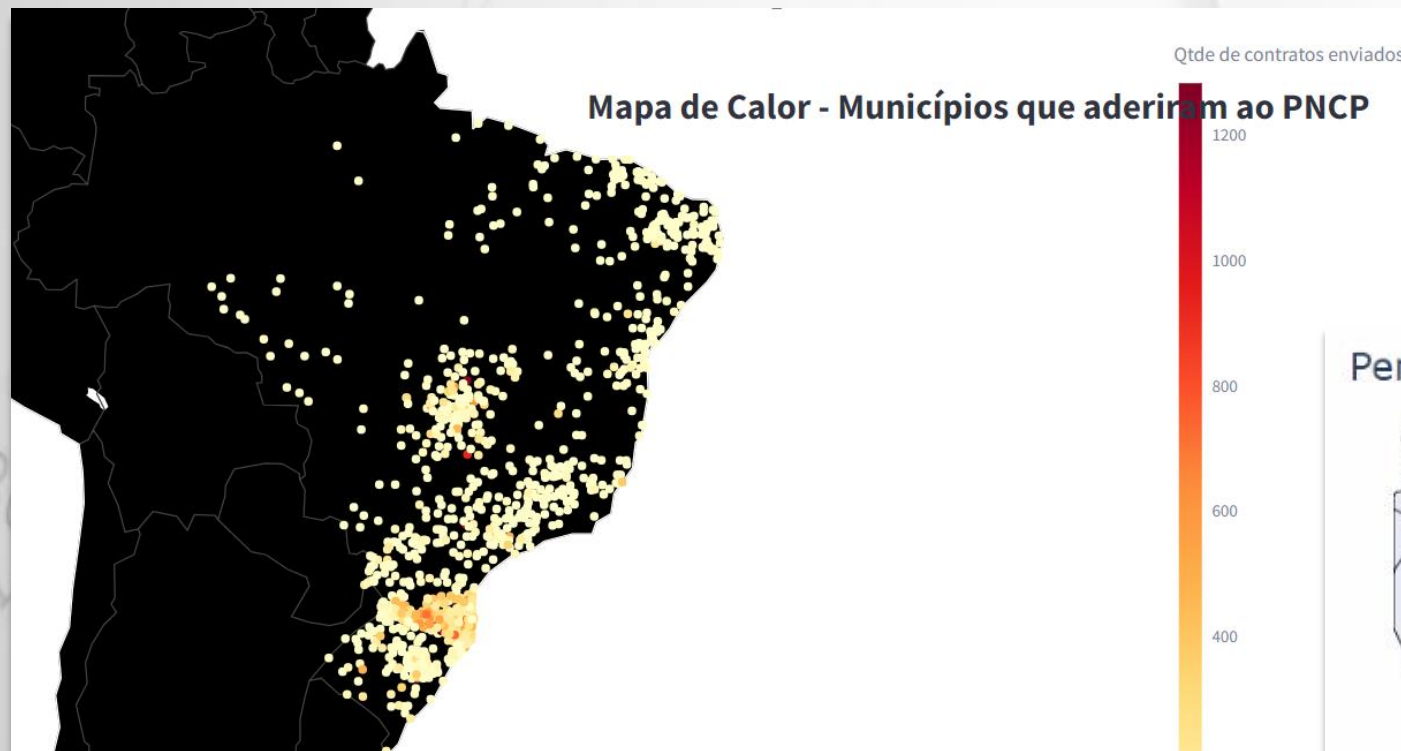 Qtde de contratos enviados
Mapa de Calor - Municípios que aderiram ao PNCP
1200
1000
800
600
400
Per